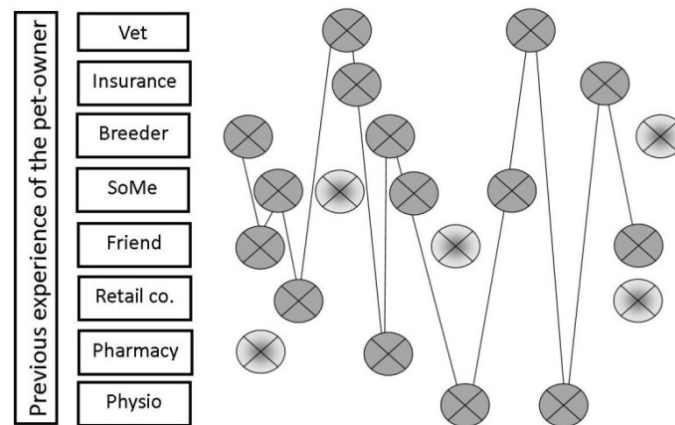 Previous experience of the pet-owner
Vet
Insurance
Breeder
SoMe
Friend
Retail co.
Pharmacy
Physio